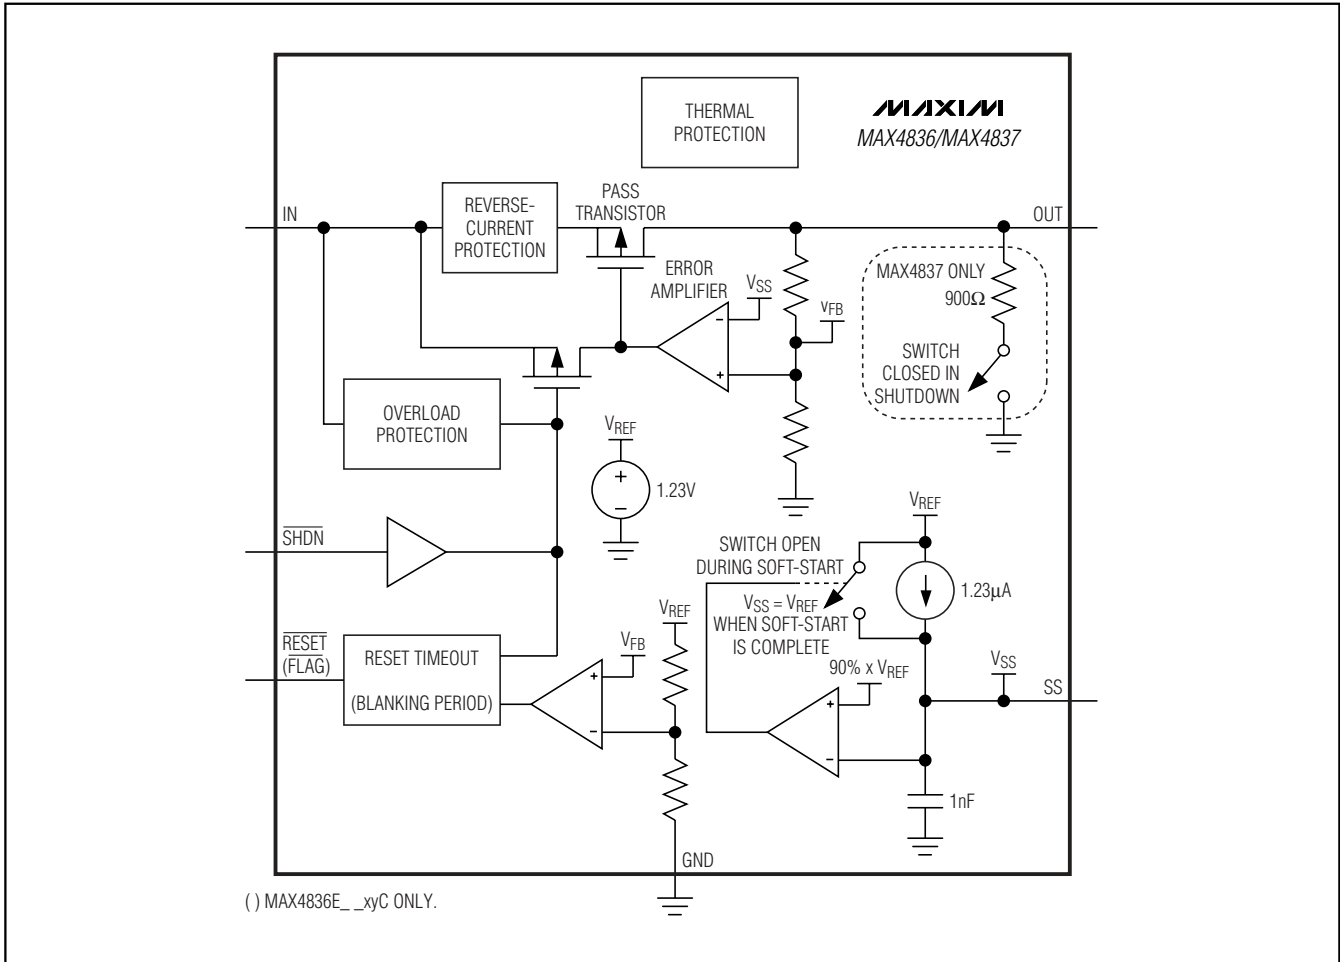 THERMAL
PROTECTION
MAXIM
MAX4836/MAX4837
IN
REVERSE-
CURRENT
PROTECTION
PASS
TRANSISTOR
OUT
ERROR
AMPLIFIER
VSS
−
+
VFB
MAX4837 ONLY
900Ω
SWITCH
CLOSED IN
SHUTDOWN
OVERLOAD
PROTECTION
VREF
+
−
1.23V
SHDN
VREF
SWITCH OPEN
DURING SOFT-START
1.23µA
VSS = VREF
WHEN SOFT-START
IS COMPLETE
RESET
(FLAG)
RESET TIMEOUT
(BLANKING PERIOD)
VFB
+
−
VREF
90% x VREF
+
−
VSS
SS
1nF
GND
( ) MAX4836E_ _xyC ONLY.